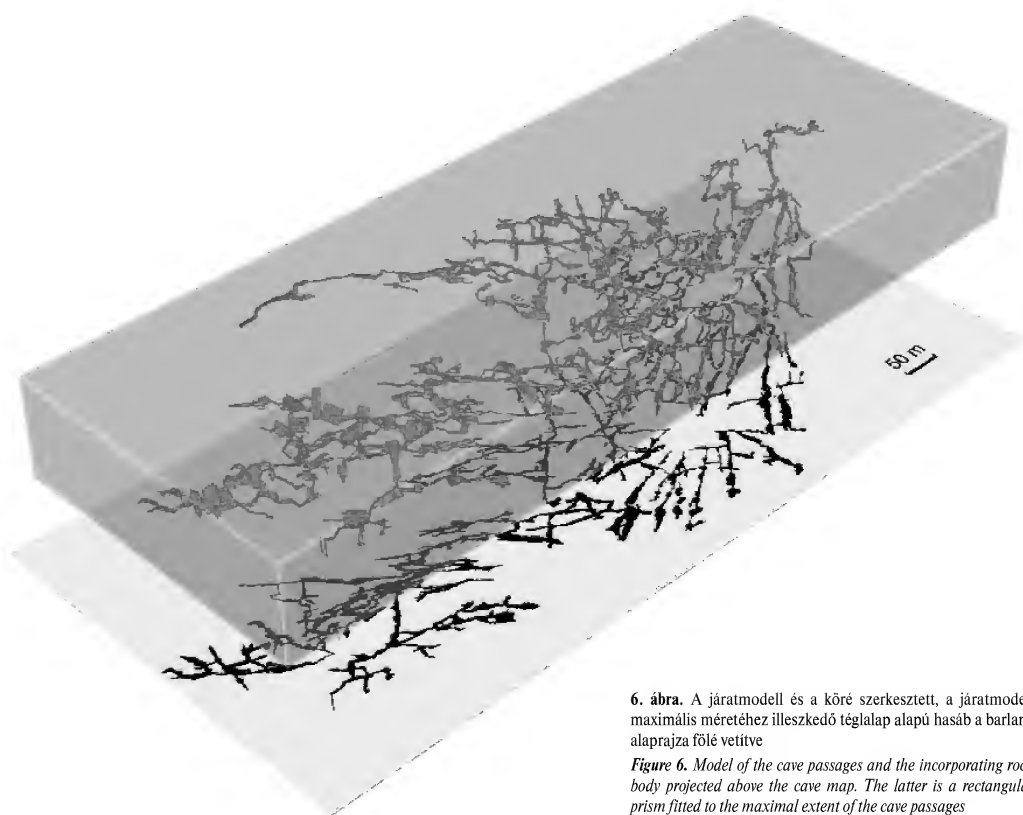 50 m
6. ábra. A járatmodell és a köré szerkesztett, a járatmode
maximális méretéhez illeszkedő téglalap alapú hasáb a barlan
alaprajza fölé vetítve
Figure 6. Model of the cave passages and the incorporating roc
body projected above the cave map. The latter is a rectangula
prism fitted to the maximal extent of the cave passages